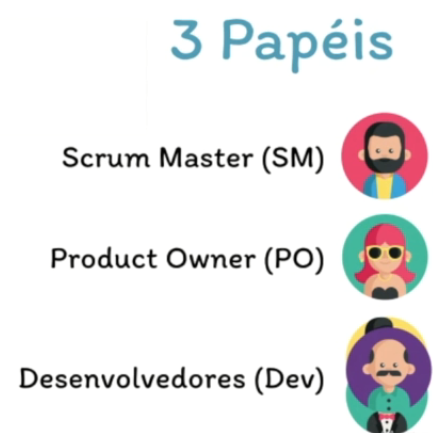 3 Papéis
Scrum Master (SM)
Product Owner (PO)
Desenvolvedores (Dev)